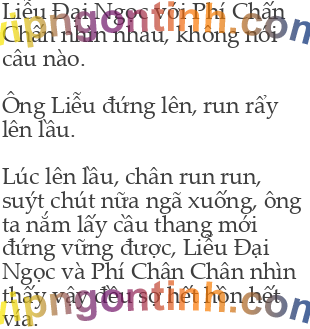 Liễu Đại Ngọc với Phí Chấn
Chân nhìn nhau, không nói
câu nào.
Ông Liễu đứng lên, run rẩy
lên lầu.
Lúc lên lầu, chân run run,
suýt chút nữa ngã xuống, ông
ta nắm lấy cầu thang mới
đứng vững được, Liễu Đại
Ngọc và Phí Chân Chân nhìn
thấy vậy đều sợ hết hồn hết
vía.